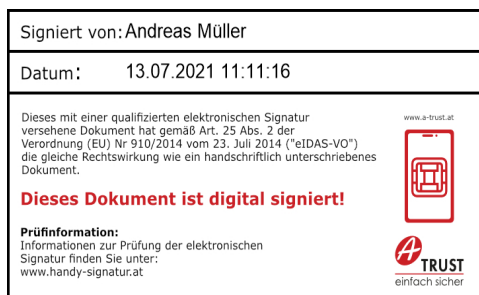 Signiert von: Andreas Müller
Datum: 13.07.2021 11:11:16
Dieses mit einer qualifizierten elektronischen Signatur
versehene Dokument hat gemäß Art. 25 Abs. 2 der
Verordnung (EU) Nr 910/2014 vom 23. Juli 2014 ("eIDAS-VO")
die gleiche Rechtswirkung wie ein handschriftlich unterschriebenes
Dokument.
Dieses Dokument ist digital signiert!
Prüfinformation:
Informationen zur Prüfung der elektronischen
Signatur finden Sie unter:
www.handy-signatur.at
www.a-trust.at
A TRUST
einfach sicher